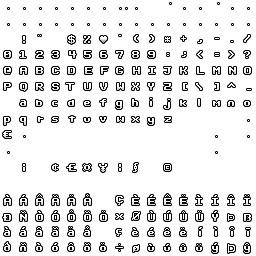 ! " $ % ♥ ' ( ) * + , - . /
0 1 2 3 4 5 6 7 8 9 : ; < = > ?
@ A B C D E F G H I J K L M N O
P Q R S T U V W X Y Z [ \ ] ^ _
a b c d e f g h i j k l m n o
p q r s t u v w x y z
€
À Á Â Ã Ä Å Ç È É Ê Ë Ì Í Î Ï
Ð Ñ Ò Ó Ô Õ Ö × Ø Ù Ú Û Ü Ý Þ ß
à á â ã ä å ç è é ê ë ì í î ï
ð ñ ò ó ô õ ö ÷ ø ù ú û ü ý þ ÿ